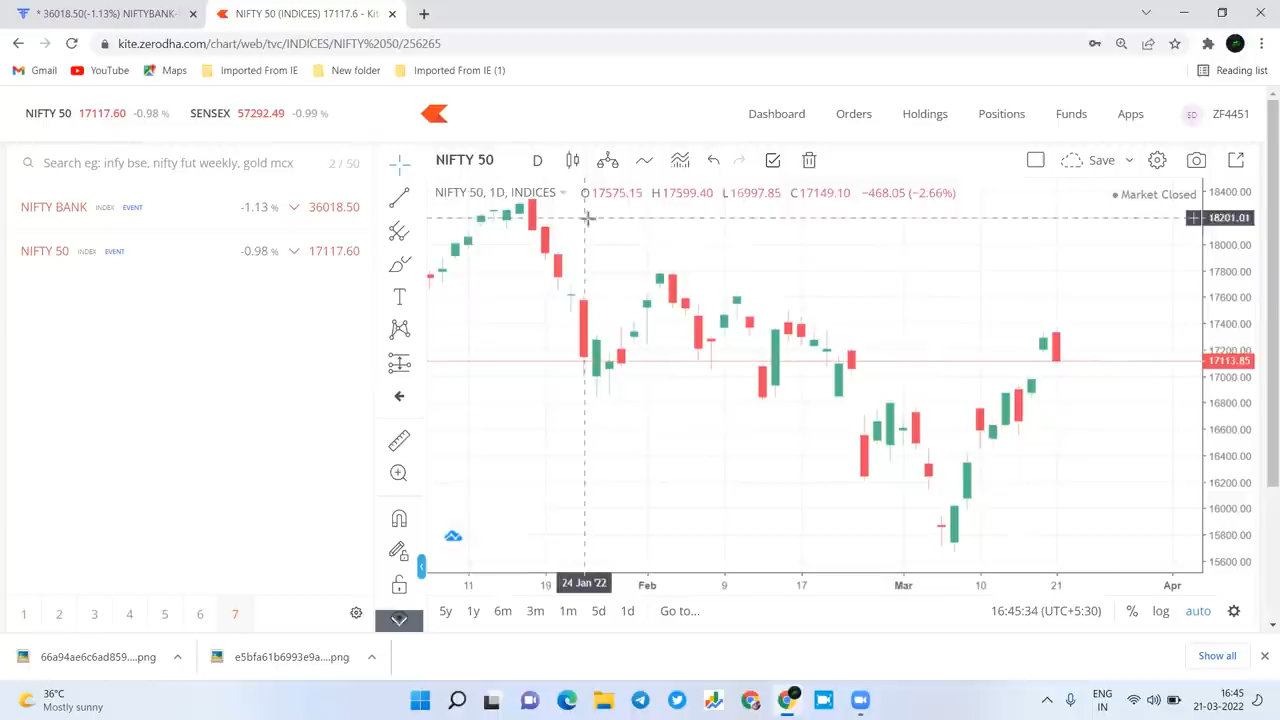 * 36018.50(-1.13%) NIFTYBANK-
NIFTY 50 (INDICES) 17117.6 - Kit
kite.zerodha.com/chart/web/tvc/INDICES/NIFTY%2050/256265
Gmail YouTube Maps Imported From IE New folder Imported From IE (1) Reading list
NIFTY 50 17117.60 -0.98 % SENSEX 57292.49 -0.99 % Dashboard Orders Holdings Positions Funds Apps ZF4451
Search eg: infy bse, nifty fut weekly, gold mcx 2 / 50
NIFTY 50 D Save
NIFTY 50, 1D, INDICES O17575.15 H17599.40 L16997.85 C17149.10 −468.05 (−2.66%)
Market Closed
NIFTY BANK INDEX EVENT -1.13 % 36018.50
NIFTY 50 INDEX EVENT -0.98 % 17117.60
18400.00
18201.01
18000.00
17800.00
17600.00
17400.00
17200.00
17113.85
17000.00
16800.00
16600.00
16400.00
16200.00
16000.00
15800.00
15600.00
11 19 24 Jan '22 Feb 9 17 Mar 10 21 Apr
1 2 3 4 5 6 7
5y 1y 6m 3m 1m 5d 1d Go to... 16:45:34 (UTC+5:30) % log auto
66a94ae6c6ad859....png e5bfa61b6993e9a....png Show all
36°C
Mostly sunny
ENG
IN
16:45
21-03-2022